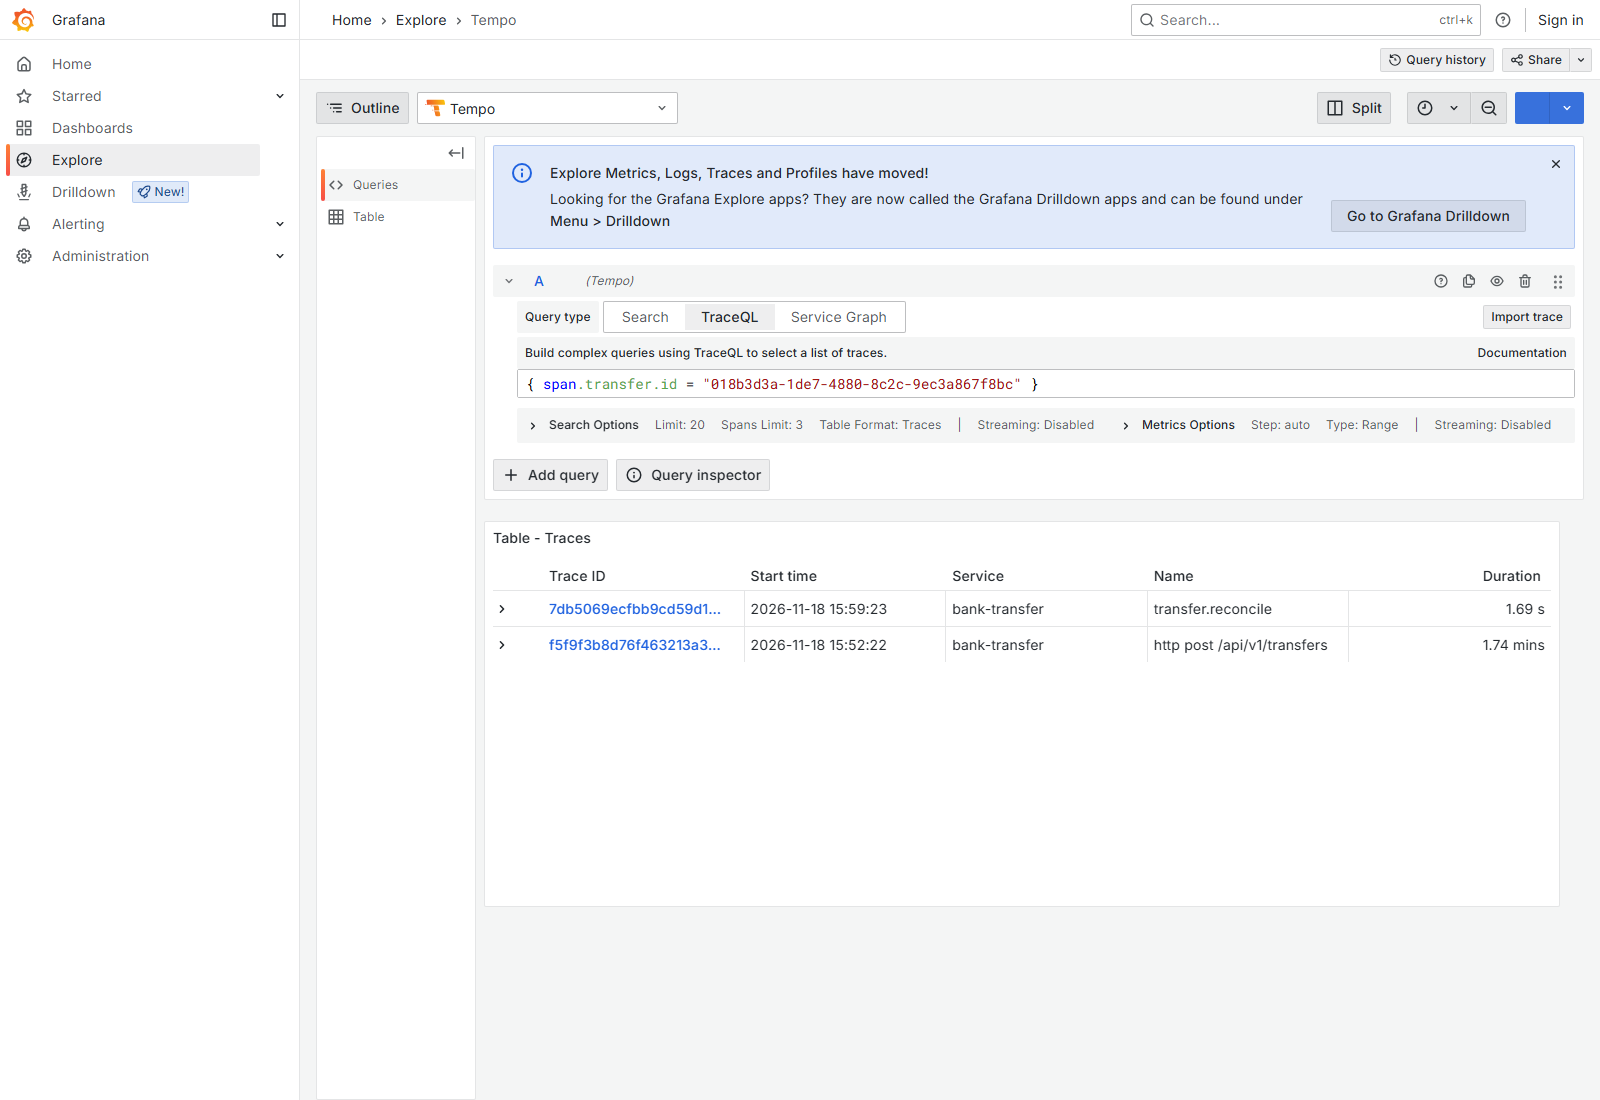 Grafana
Home › Explore › Tempo
Search... ctrl+k
Sign in
Query history
Share
Home
Starred
Dashboards
Explore
Drilldown New!
Alerting
Administration
Outline
Tempo
Split
Queries
Table
Explore Metrics, Logs, Traces and Profiles have moved!
Looking for the Grafana Explore apps? They are now called the Grafana Drilldown apps and can be found under
Menu > Drilldown
Go to Grafana Drilldown
A (Tempo)
Query type Search TraceQL Service Graph Import trace
Build complex queries using TraceQL to select a list of traces. Documentation
{ span.transfer.id = "018b3d3a-1de7-4880-8c2c-9ec3a867f8bc" }
Search Options Limit: 20 Spans Limit: 3 Table Format: Traces | Streaming: Disabled Metrics Options Step: auto Type: Range | Streaming: Disabled
Add query Query inspector
Table - Traces
Trace ID Start time Service Name Duration
7db5069ecfbb9cd59d1... 2026-11-18 15:59:23 bank-transfer transfer.reconcile 1.69 s
f5f9f3b8d76f463213a3... 2026-11-18 15:52:22 bank-transfer http post /api/v1/transfers 1.74 mins